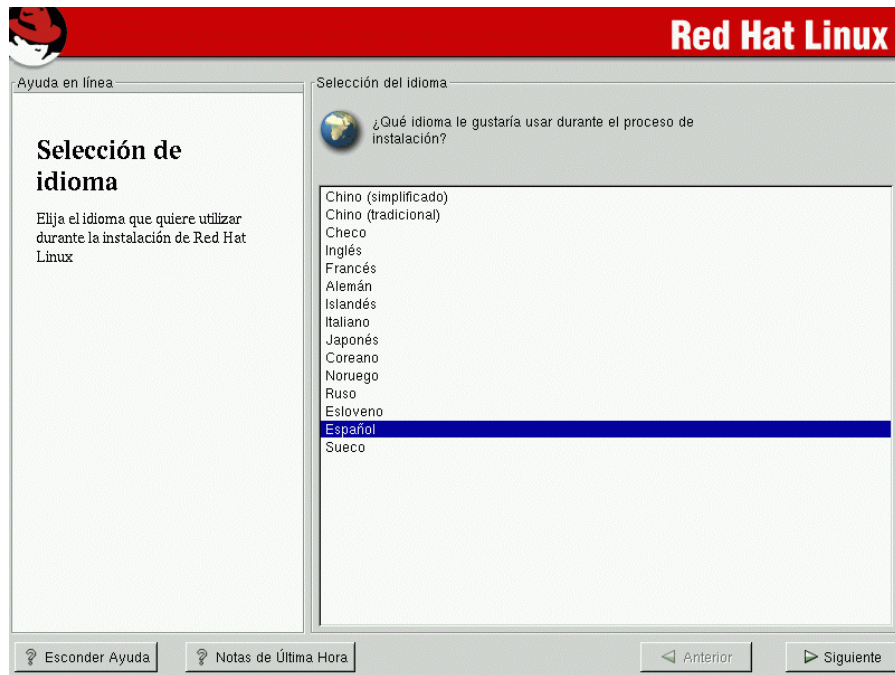 Red Hat Linux
Ayuda en línea
Selección de
idioma
Elija el idioma que quiere utilizar
durante la instalación de Red Hat
Linux
Selección del idioma
¿Qué idioma le gustaría usar durante el proceso de
instalación?
Chino (simplificado)
Chino (tradicional)
Checo
Inglés
Francés
Alemán
Islandés
Italiano
Japonés
Coreano
Noruego
Ruso
Esloveno
Español
Sueco
Esconder Ayuda
Notas de Última Hora
Anterior
Siguiente